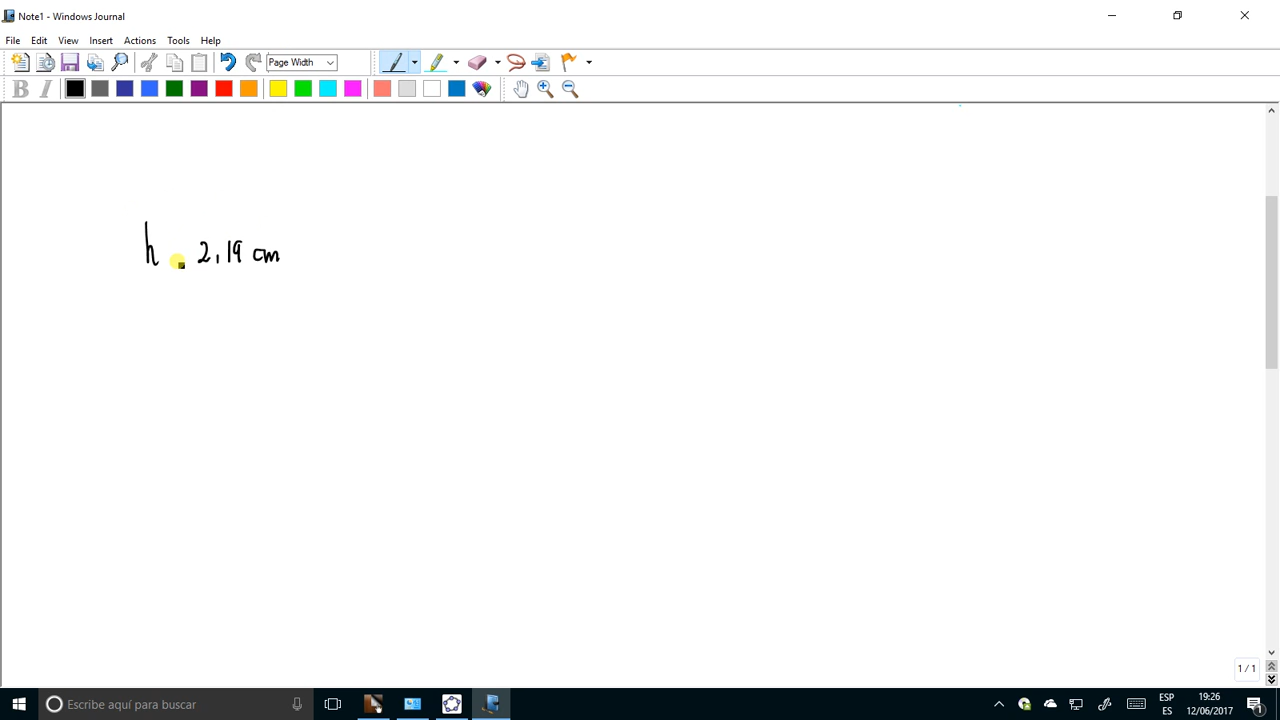 Note1 - Windows Journal
File Edit View Insert Actions Tools Help
Page Width
B I
h 2,19 cm
1 / 1
Escribe aquí para buscar
ESP
ES
19:26
12/06/2017
1